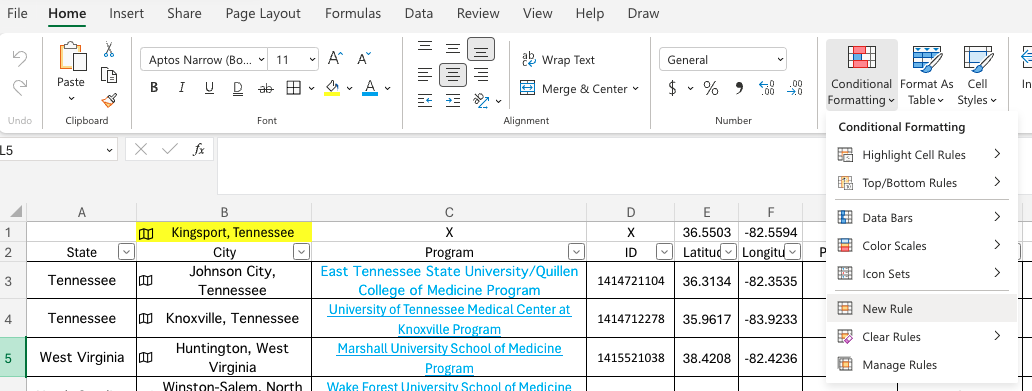 File Home Insert Share Page Layout Formulas Data Review View Help Draw
Paste
Aptos Narrow (Bo... 11 A A
B I U D ab A
ab c Wrap Text
Merge & Center
General
$ % 9 .00 .00
Conditional Formatting
Format As Table
Cell Styles
In
Undo Clipboard Font Alignment Number
Conditional Formatting
Highlight Cell Rules
Top/Bottom Rules
Data Bars
Color Scales
Icon Sets
New Rule
Clear Rules
Manage Rules
L5 fx
A B C D E F
1 Kingsport, Tennessee X X 36.5503 -82.5594
2 State City Program ID Latitud Longitu P
3 Tennessee Johnson City, Tennessee East Tennessee State University/Quillen College of Medicine Program 1414721104 36.3134 -82.3535
4 Tennessee Knoxville, Tennessee University of Tennessee Medical Center at Knoxville Program 1414712278 35.9617 -83.9233
5 West Virginia Huntington, West Virginia Marshall University School of Medicine Program 1415521038 38.4208 -82.4236
Winston-Salem, North Wake Forest University School of Medicine